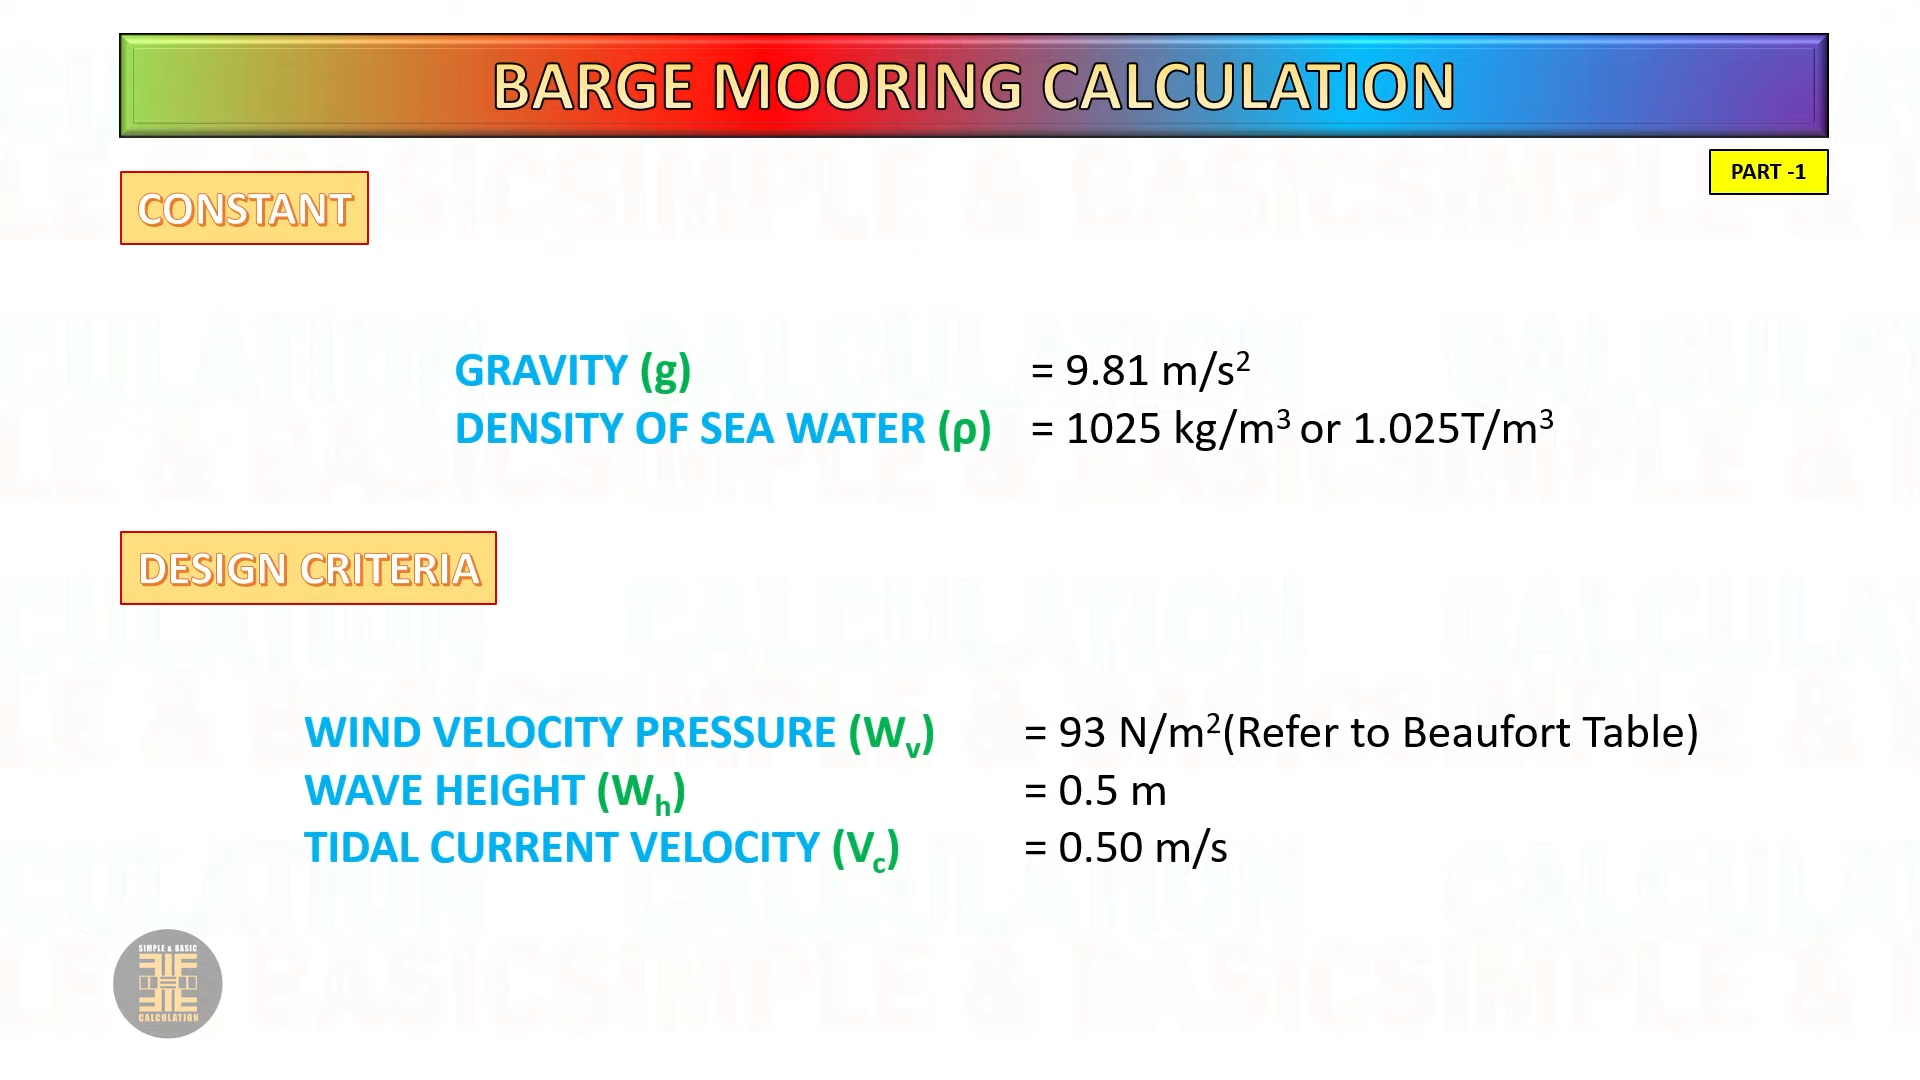 BARGE MOORING CALCULATION
PART -1
CONSTANT
GRAVITY (g) = 9.81 m/s²
DENSITY OF SEA WATER (ρ) = 1025 kg/m³ or 1.025T/m³
DESIGN CRITERIA
WIND VELOCITY PRESSURE (Wᵥ) = 93 N/m²(Refer to Beaufort Table)
WAVE HEIGHT (Wₕ) = 0.5 m
TIDAL CURRENT VELOCITY (V_c) = 0.50 m/s
SIMPLE & BASIC
CALCULATION